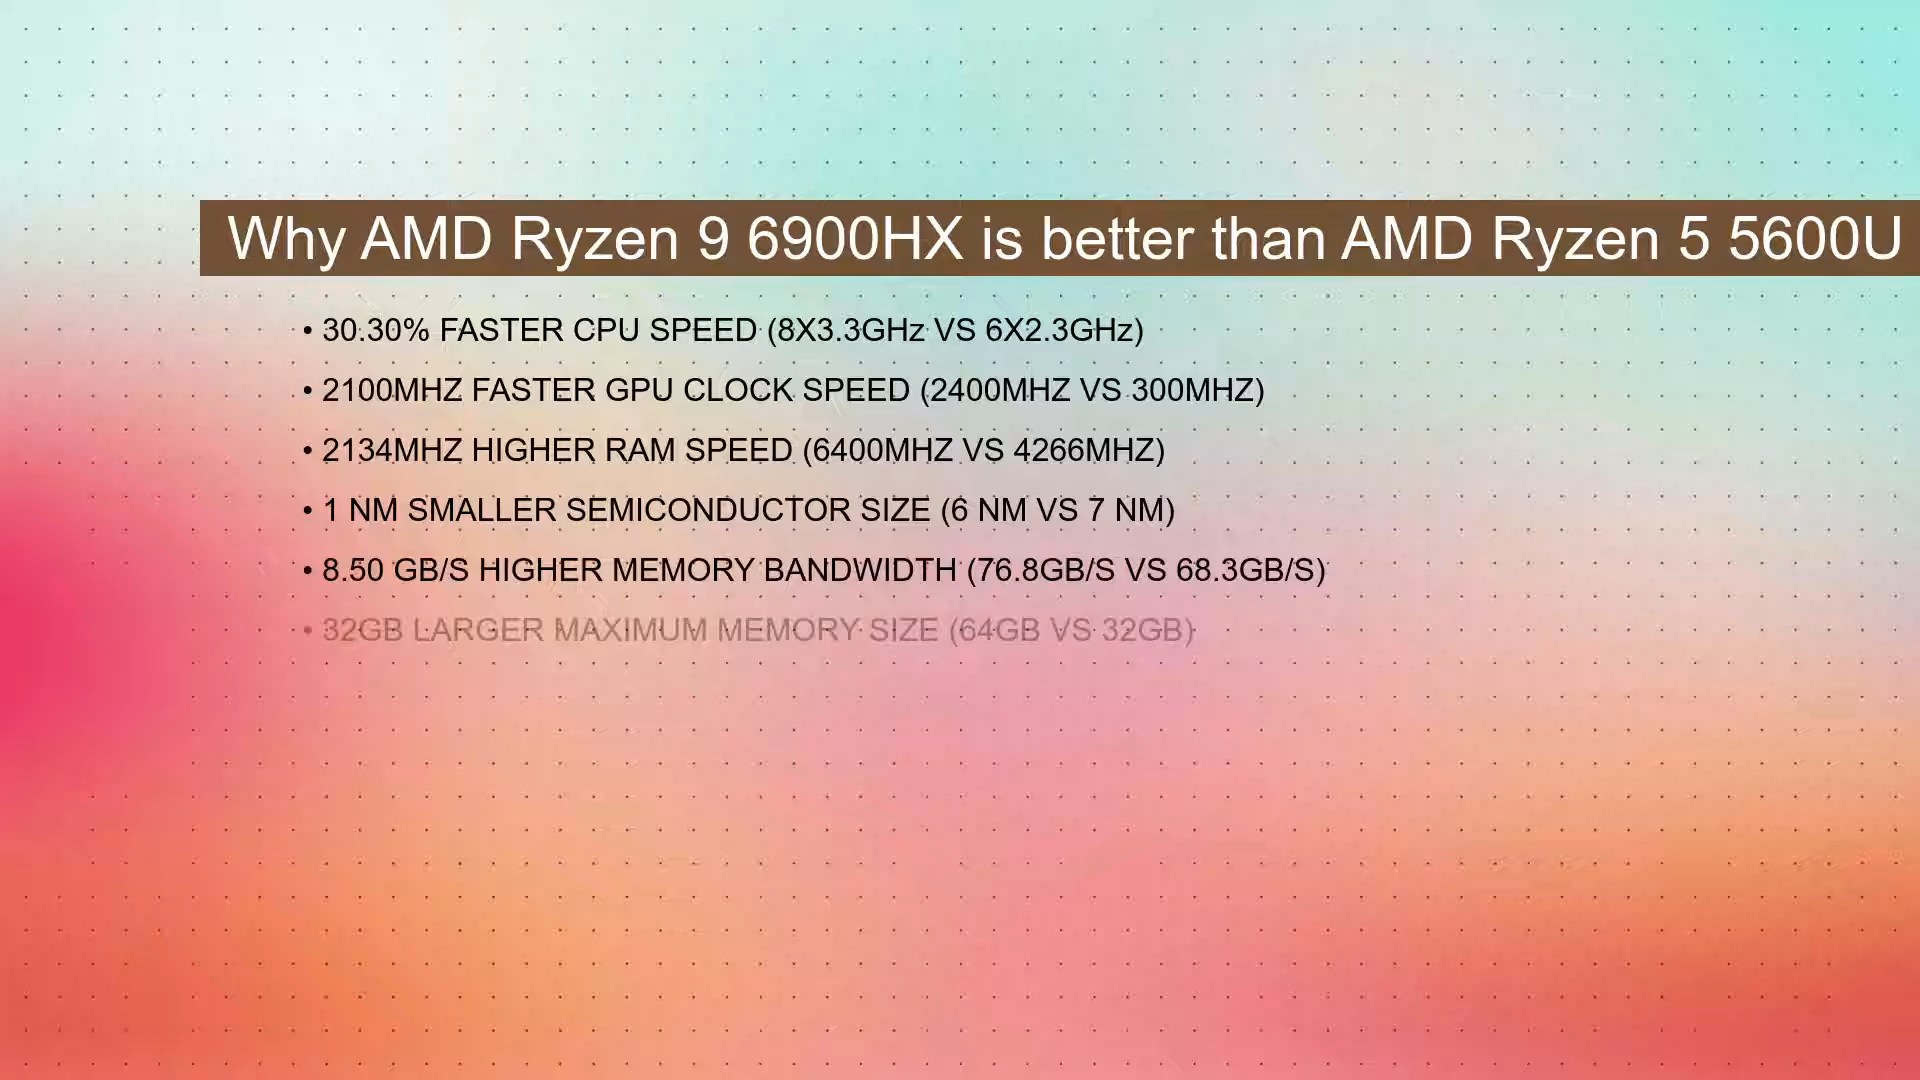 Why AMD Ryzen 9 6900HX is better than AMD Ryzen 5 5600U
• 30.30% FASTER CPU SPEED (8X3.3GHz VS 6X2.3GHz)
• 2100MHZ FASTER GPU CLOCK SPEED (2400MHZ VS 300MHZ)
• 2134MHZ HIGHER RAM SPEED (6400MHZ VS 4266MHZ)
• 1 NM SMALLER SEMICONDUCTOR SIZE (6 NM VS 7 NM)
• 8.50 GB/S HIGHER MEMORY BANDWIDTH (76.8GB/S VS 68.3GB/S)
• 32GB LARGER MAXIMUM MEMORY SIZE (64GB VS 32GB)